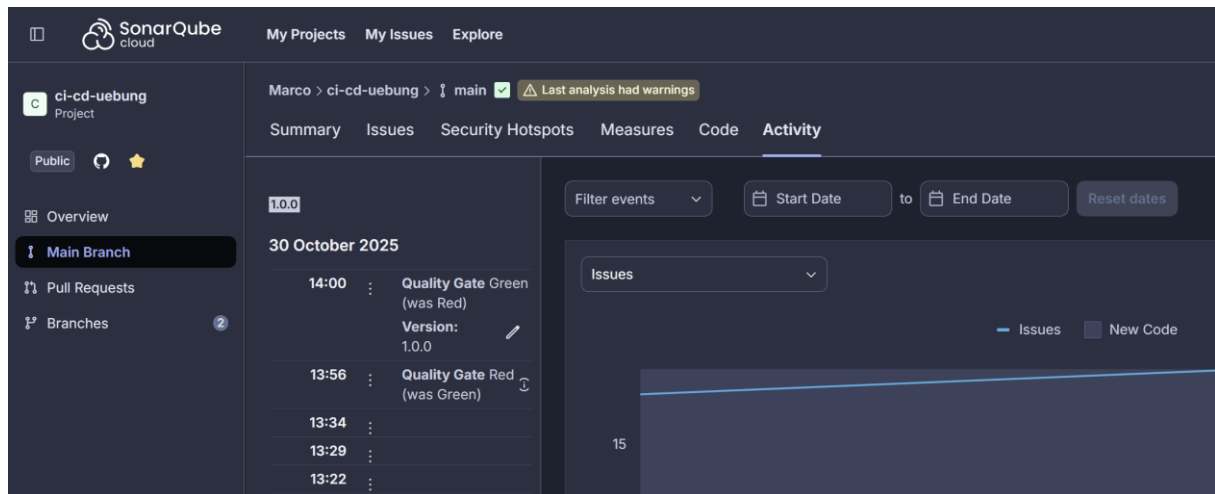 SonarQube
cloud
My Projects My Issues Explore
C
ci-cd-uebung
Project
Public
Overview
Main Branch
Pull Requests
Branches 2
Marco > ci-cd-uebung > main Last analysis had warnings
Summary Issues Security Hotspots Measures Code Activity
1.0.0
30 October 2025
14:00 Quality Gate Green
(was Red)
Version:
1.0.0
13:56 Quality Gate Red
(was Green)
13:34
13:29
13:22
Filter events Start Date to End Date Reset dates
Issues
Issues New Code
15